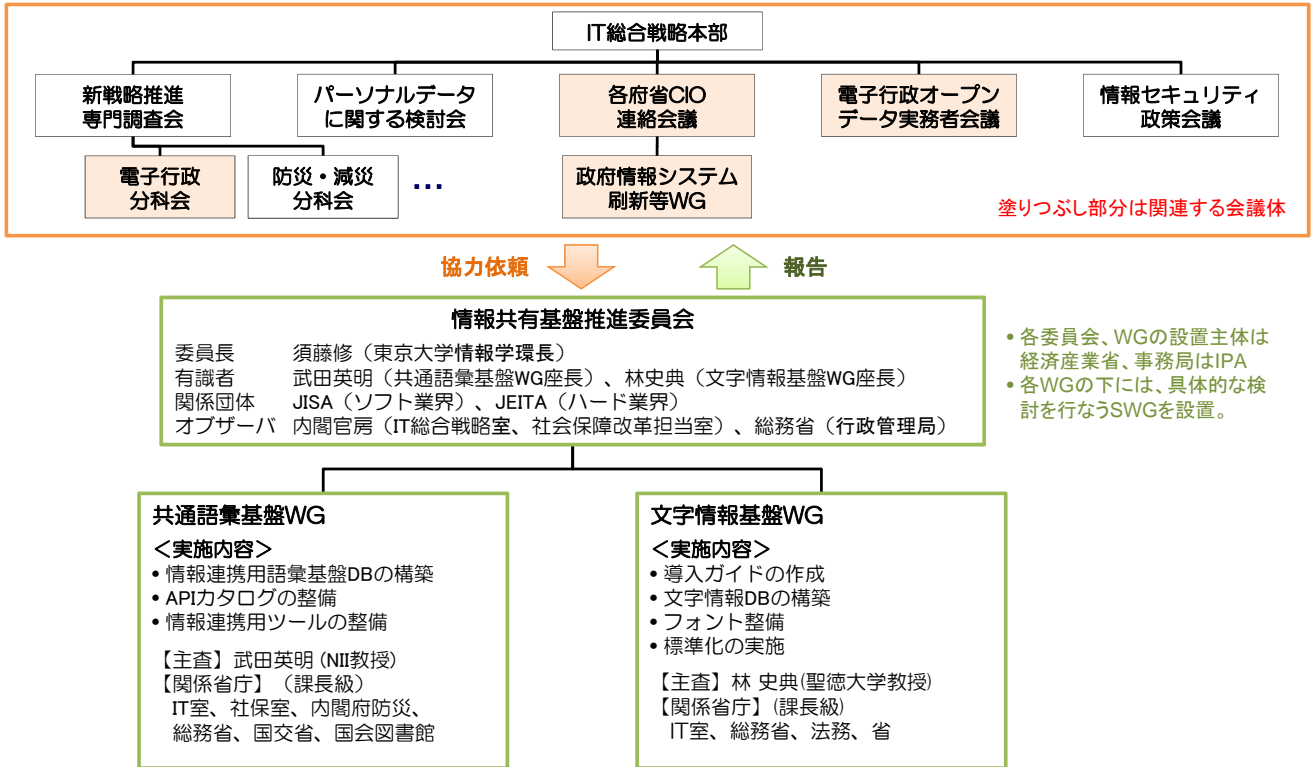 IT総合戦略本部
新戦略推進
専門調査会
パーソナルデータ
に関する検討会
各府省CIO
連絡会議
電子行政オープン
データ実務者会議
情報セキュリティ
政策会議
電子行政
分科会
防災・減災
分科会
…
政府情報システム
刷新等WG
塗りつぶし部分は関連する会議体
協力依頼
報告
情報共有基盤推進委員会
委員長 須藤修（東京大学情報学環長）
有識者 武田英明（共通語彙基盤WG座長）、林史典（文字情報基盤WG座長）
関係団体 JISA（ソフト業界）、JEITA（ハード業界）
オブザーバ 内閣官房（IT総合戦略室、社会保障改革担当室）、総務省（行政管理局）
• 各委員会、WGの設置主体は
経済産業省、事務局はIPA
• 各WGの下には、具体的な検
討を行なうSWGを設置。
共通語彙基盤WG
＜実施内容＞
• 情報連携用語彙基盤DBの構築
• APIカタログの整備
• 情報連携用ツールの整備
【主査】武田英明 (NII教授)
【関係省庁】（課長級）
IT室、社保室、内閣府防災、
総務省、国交省、国会図書館
文字情報基盤WG
＜実施内容＞
• 導入ガイドの作成
• 文字情報DBの構築
• フォント整備
• 標準化の実施
【主査】林 史典(聖徳大学教授)
【関係省庁】(課長級)
IT室、総務省、法務、省